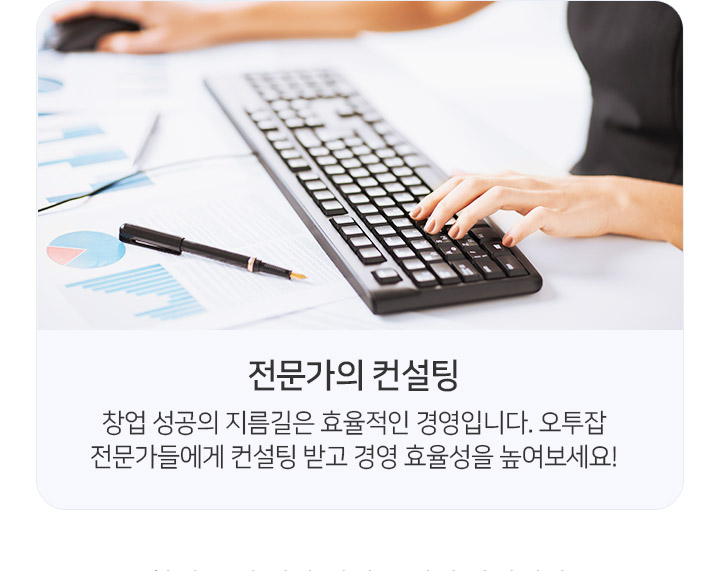 전문가의 컨설팅
창업 성공의 지름길은 효율적인 경영입니다. 오투잡
전문가들에게 컨설팅 받고 경영 효율성을 높여보세요!